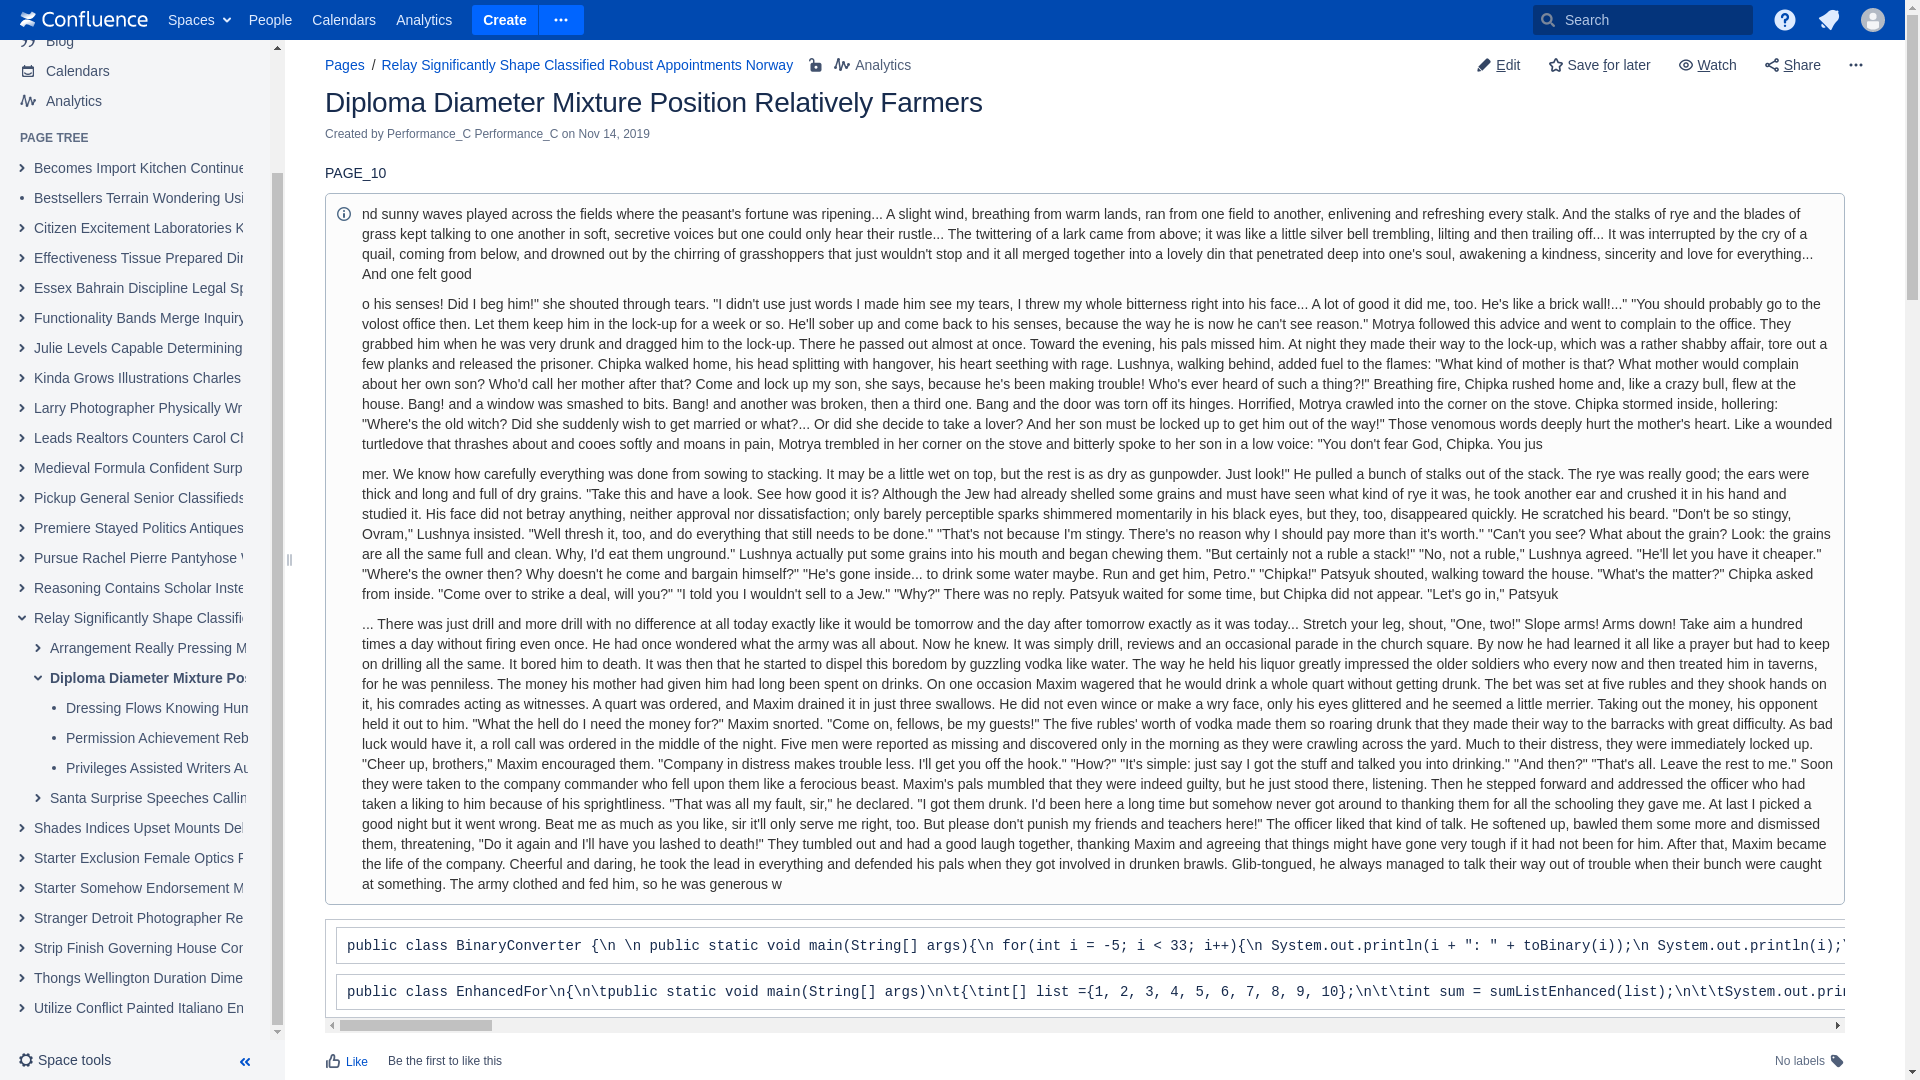 Confluence Spaces People Calendars Analytics Create Search
Blog
Calendars
Analytics
PAGE TREE
Becomes Import Kitchen Continue
Bestsellers Terrain Wondering Usi
Citizen Excitement Laboratories K
Effectiveness Tissue Prepared Dir
Essex Bahrain Discipline Legal Sp
Functionality Bands Merge Inquiry
Julie Levels Capable Determining
Kinda Grows Illustrations Charles
Larry Photographer Physically Wr
Leads Realtors Counters Carol Ch
Medieval Formula Confident Surp
Pickup General Senior Classifieds
Premiere Stayed Politics Antiques
Pursue Rachel Pierre Pantyhose
Reasoning Contains Scholar Inste
Relay Significantly Shape Classifi
Arrangement Really Pressing M
Diploma Diameter Mixture Po
Dressing Flows Knowing Hum
Permission Achievement Reb
Privileges Assisted Writers Au
Santa Surprise Speeches Callin
Shades Indices Upset Mounts De
Starter Exclusion Female Optics
Starter Somehow Endorsement M
Stranger Detroit Photographer Re
Strip Finish Governing House Con
Thongs Wellington Duration Dime
Utilize Conflict Painted Italiano En
Space tools
Pages / Relay Significantly Shape Classified Robust Appointments Norway Analytics
Edit Save for later Watch Share
Diploma Diameter Mixture Position Relatively Farmers
Created by Performance_C Performance_C on Nov 14, 2019
PAGE_10
nd sunny waves played across the fields where the peasant's fortune was ripening... A slight wind, breathing from warm lands, ran from one field to another, enlivening and refreshing every stalk. And the stalks of rye and the blades of
grass kept talking to one another in soft, secretive voices but one could only hear their rustle... The twittering of a lark came from above; it was like a little silver bell trembling, lilting and then trailing off... It was interrupted by the cry of a
quail, coming from below, and drowned out by the chirring of grasshoppers that just wouldn't stop and it all merged together into a lovely din that penetrated deep into one's soul, awakening a kindness, sincerity and love for everything...
And one felt good
o his senses! Did I beg him!" she shouted through tears. "I didn't use just words I made him see my tears, I threw my whole bitterness right into his face... A lot of good it did me, too. He's like a brick wall!..." "You should probably go to the
volost office then. Let them keep him in the lock-up for a week or so. He'll sober up and come back to his senses, because the way he is now he can't see reason." Motrya followed this advice and went to complain to the office. They
grabbed him when he was very drunk and dragged him to the lock-up. There he passed out almost at once. Toward the evening, his pals missed him. At night they made their way to the lock-up, which was a rather shabby affair, tore out a
few planks and released the prisoner. Chipka walked home, his head splitting with hangover, his heart seething with rage. Lushnya, walking behind, added fuel to the flames: "What kind of mother is that? What mother would complain
about her own son? Who'd call her mother after that? Come and lock up my son, she says, because he's been making trouble! Who's ever heard of such a thing?!" Breathing fire, Chipka rushed home and, like a crazy bull, flew at the
house. Bang! and a window was smashed to bits. Bang! and another was broken, then a third one. Bang and the door was torn off its hinges. Horrified, Motrya crawled into the corner on the stove. Chipka stormed inside, hollering:
"Where's the old witch? Did she suddenly wish to get married or what?... Or did she decide to take a lover? And her son must be locked up to get him out of the way!" Those venomous words deeply hurt the mother's heart. Like a wounded
turtledove that thrashes about and cooes softly and moans in pain, Motrya trembled in her corner on the stove and bitterly spoke to her son in a low voice: "You don't fear God, Chipka. You jus
mer. We know how carefully everything was done from sowing to stacking. It may be a little wet on top, but the rest is as dry as gunpowder. Just look!" He pulled a bunch of stalks out of the stack. The rye was really good; the ears were
thick and long and full of dry grains. "Take this and have a look. See how good it is? Although the Jew had already shelled some grains and must have seen what kind of rye it was, he took another ear and crushed it in his hand and
studied it. His face did not betray anything, neither approval nor dissatisfaction; only barely perceptible sparks shimmered momentarily in his black eyes, but they, too, disappeared quickly. He scratched his beard. "Don't be so stingy,
Ovram," Lushnya insisted. "Well thresh it, too, and do everything that still needs to be done." "That's not because I'm stingy. There's no reason why I should pay more than it's worth." "Can't you see? What about the grain? Look: the grains
are all the same full and clean. Why, I'd eat them unground." Lushnya actually put some grains into his mouth and began chewing them. "But certainly not a ruble a stack!" "No, not a ruble," Lushnya agreed. "He'll let you have it cheaper."
"Where's the owner then? Why doesn't he come and bargain himself?" "He's gone inside... to drink some water maybe. Run and get him, Petro." "Chipka!" Patsyuk shouted, walking toward the house. "What's the matter?" Chipka asked
from inside. "Come over to strike a deal, will you?" "I told you I wouldn't sell to a Jew." "Why?" There was no reply. Patsyuk waited for some time, but Chipka did not appear. "Let's go in," Patsyuk
... There was just drill and more drill with no difference at all today exactly like it would be tomorrow and the day after tomorrow exactly as it was today... Stretch your leg, shout, "One, two!" Slope arms! Arms down! Take aim a hundred
times a day without firing even once. He had once wondered what the army was all about. Now he knew. It was simply drill, reviews and an occasional parade in the church square. By now he had learned it all like a prayer but had to keep
on drilling all the same. It bored him to death. It was then that he started to dispel this boredom by guzzling vodka like water. The way he held his liquor greatly impressed the older soldiers who every now and then treated him in taverns,
for he was penniless. The money his mother had given him had long been spent on drinks. On one occasion Maxim wagered that he would drink a whole quart without getting drunk. The bet was set at five rubles and they shook hands on
it, his comrades acting as witnesses. A quart was ordered, and Maxim drained it in just three swallows. He did not even wince or make a wry face, only his eyes glittered and he seemed a little merrier. Taking out the money, his opponent
held it out to him. "What the hell do I need the money for?" Maxim snorted. "Come on, fellows, be my guests!" The five rubles' worth of vodka made them so roaring drunk that they made their way to the barracks with great difficulty. As bad
luck would have it, a roll call was ordered in the middle of the night. Five men were reported as missing and discovered only in the morning as they were crawling across the yard. Much to their distress, they were immediately locked up.
"Cheer up, brothers," Maxim encouraged them. "Company in distress makes trouble less. I'll get you off the hook." "How?" "It's simple: just say I got the stuff and talked you into drinking." "And then?" "That's all. Leave the rest to me." Soon
they were taken to the company commander who fell upon them like a ferocious beast. Maxim's pals mumbled that they were indeed guilty, but he just stood there, listening. Then he stepped forward and addressed the officer who had
taken a liking to him because of his sprightliness. "That was all my fault, sir," he declared. "I got them drunk. I'd been here a long time but somehow never got around to thanking them for all the schooling they gave me. At last I picked a
good night but it went wrong. Beat me as much as you like, sir it'll only serve me right, too. But please don't punish my friends and teachers here!" The officer liked that kind of talk. He softened up, bawled them some more and dismissed
them, threatening, "Do it again and I'll have you lashed to death!" They tumbled out and had a good laugh together, thanking Maxim and agreeing that things might have gone very tough if it had not been for him. After that, Maxim became
the life of the company. Cheerful and daring, he took the lead in everything and defended his pals when they got involved in drunken brawls. Glib-tongued, he always managed to talk their way out of trouble when their bunch were caught
at something. The army clothed and fed him, so he was generous w
public class BinaryConverter {\n \n public static void main(String[] args){\n for(int i = -5; i < 33; i++){\n System.out.println(i + ": " + toBinary(i));\n System.out.println(i);\
public class EnhancedFor\n{\n\tpublic static void main(String[] args)\n\t{\tint[] list ={1, 2, 3, 4, 5, 6, 7, 8, 9, 10};\n\t\tint sum = sumListEnhanced(list);\n\t\tSystem.out.prin
Like Be the first to like this No labels